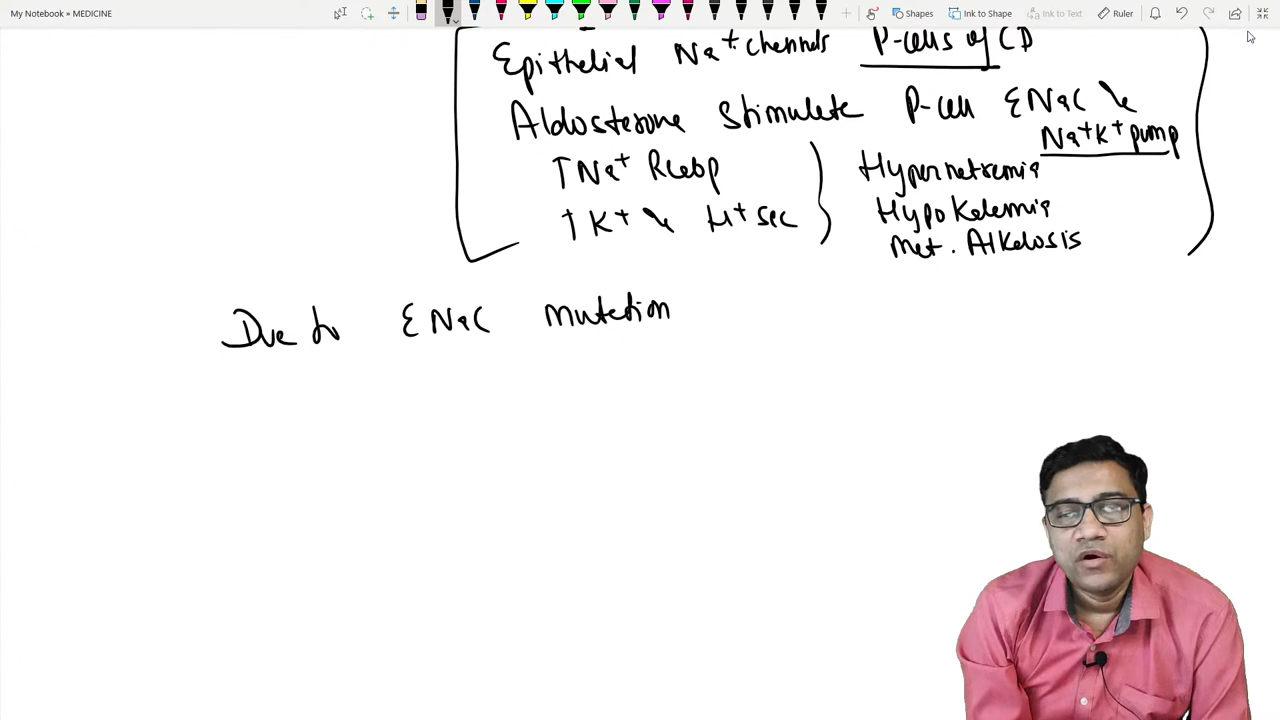 My Notebook » MEDICINE
Shapes
Ink to Shape
Ink to Text
Ruler
Epithelial Na+ channels P-cells of CD
Aldosterone stimulate P-cell ENaC &
Na+K+ pump
↑Na+ Reabp
↑ K+ & H+ sec
Hypernatremia
Hypokalemia
Met. Alkalosis
Due to ENaC mutation